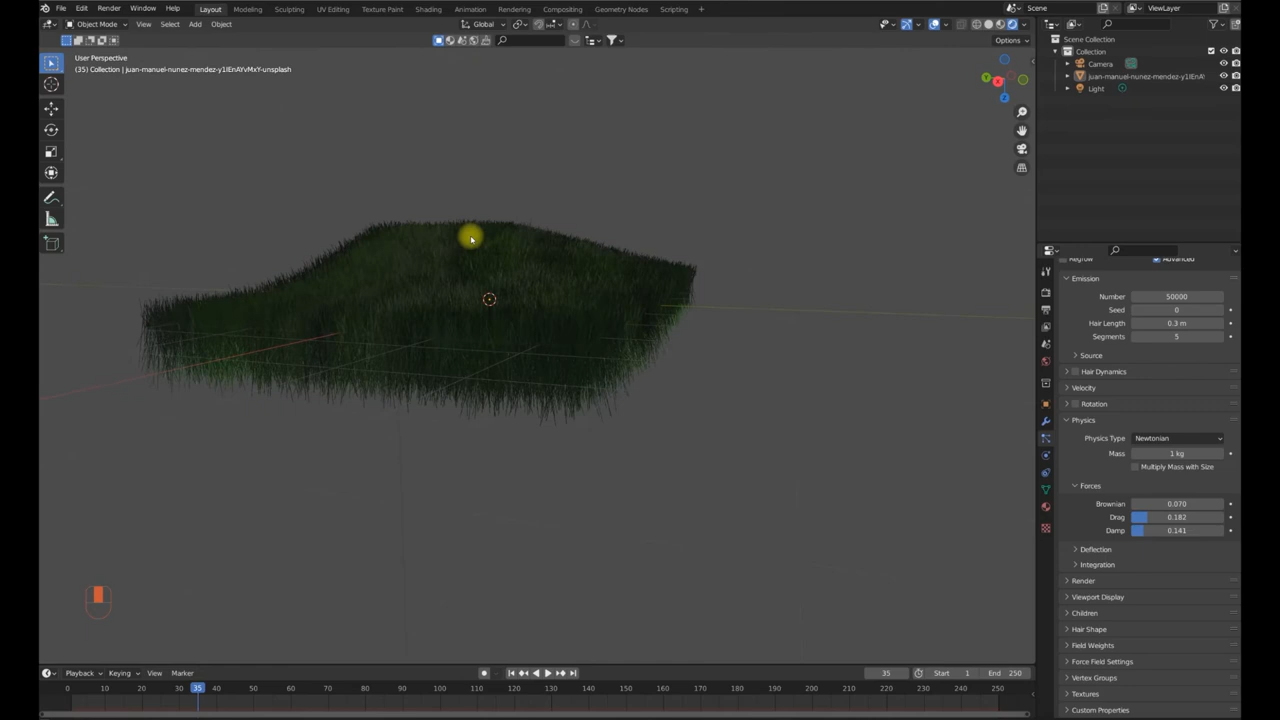 File Edit Render Window Help Layout Modeling Sculpting UV Editing Texture Paint Shading Animation Rendering Compositing Geometry Nodes Scripting + Scene ViewLayer
Object Mode View Select Add Object Global
Options
User Perspective
(35) Collection | juan-manuel-nunez-mendez-y1IEnAYvMxY-unsplash
Scene Collection
Collection
Camera
juan-manuel-nunez-mendez-y1IEnAY
Light
Y X
Z
Regrow Advanced
Emission
Number 50000
Seed 0
Hair Length 0.3 m
Segments 5
Source
Hair Dynamics
Velocity
Rotation
Physics
Physics Type Newtonian
Mass 1 kg
Multiply Mass with Size
Forces
Brownian 0.070
Drag 0.182
Damp 0.141
Deflection
Integration
Render
Viewport Display
Children
Hair Shape
Field Weights
Force Field Settings
Vertex Groups
Textures
Custom Properties
Playback Keying View Marker 35 Start 1 End 250
0 10 20 30 35 40 50 60 70 80 90 100 110 120 130 140 150 160 170 180 190 200 210 220 230 240 250